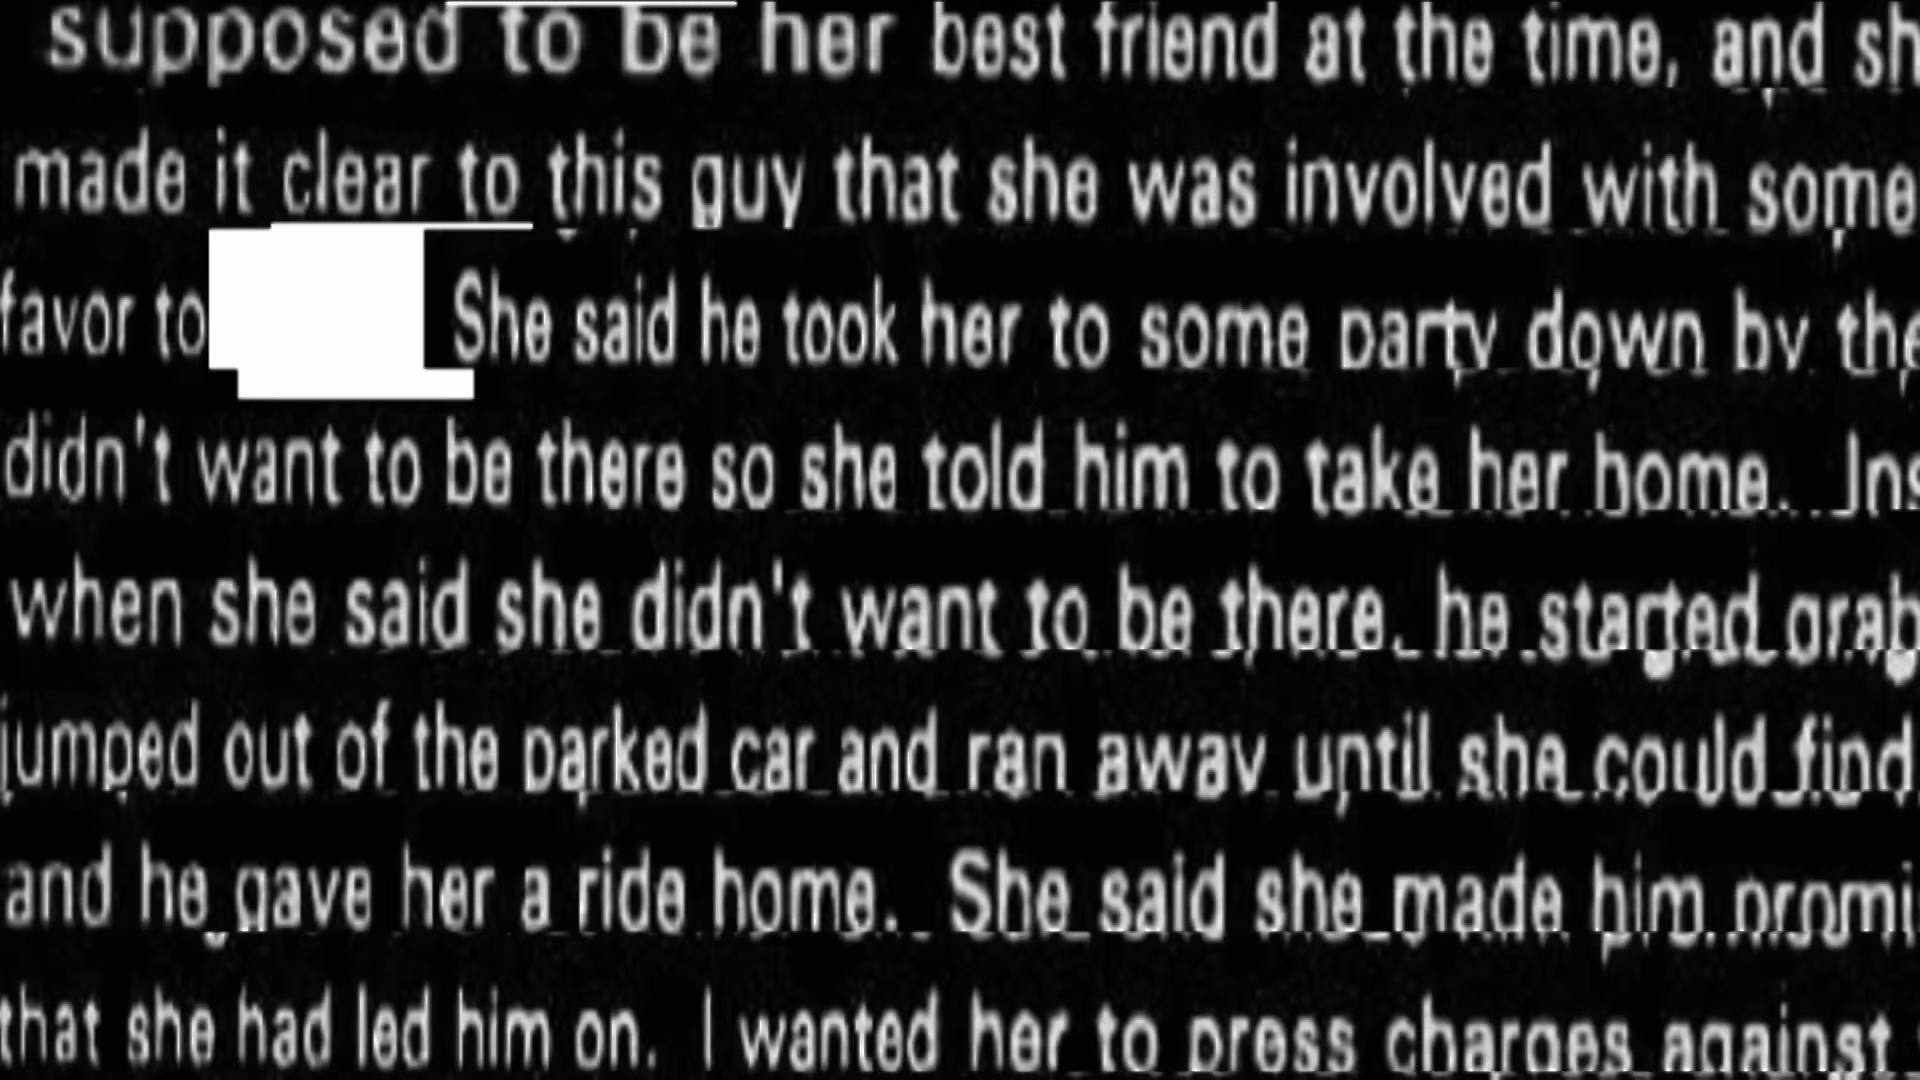 supposed to be her best friend at the time, and sh
made it clear to this guy that she was involved with some
favor to She said he took her to some party down by the
didn't want to be there so she told him to take her home. Ins
when she said she didn't want to be there, he started grab
jumped out of the parked car and ran away until she could find
and he gave her a ride home. She said she made him promi
that she had led him on. I wanted her to press charges against